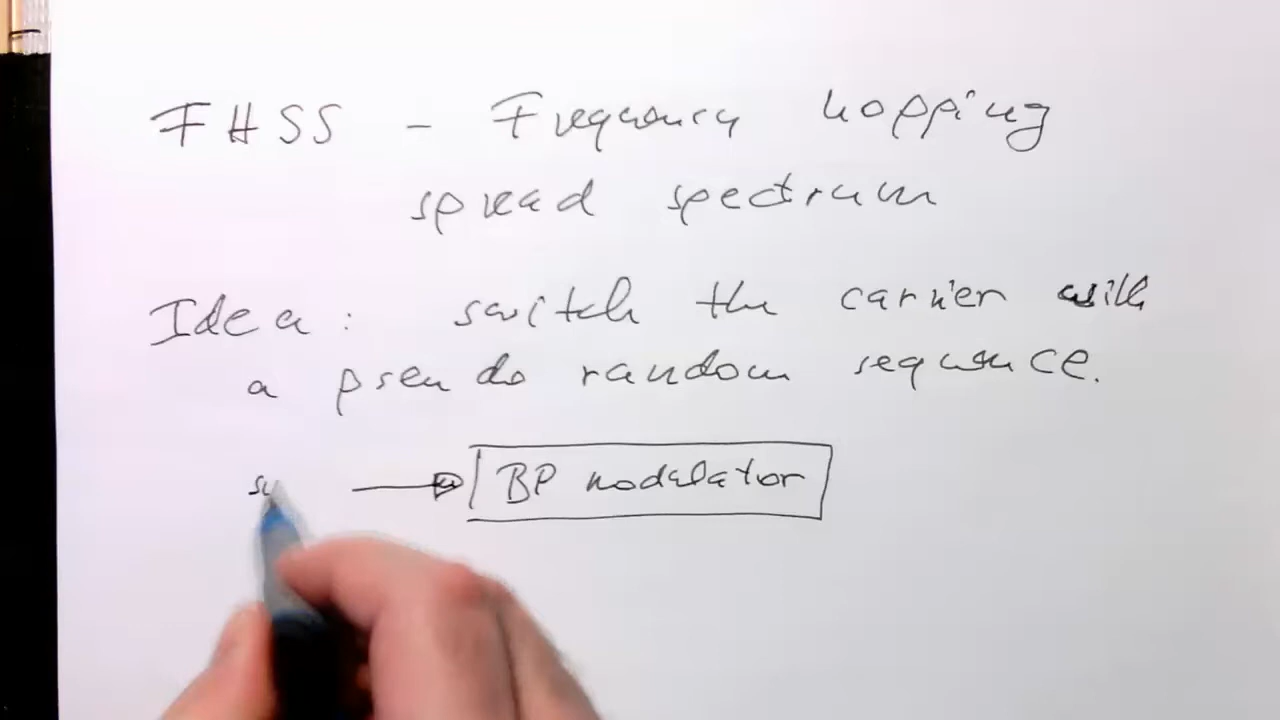 FHSS - Frequency hopping
spread spectrum
Idea: switch the carrier with
a pseudo random sequence.
BP modulator